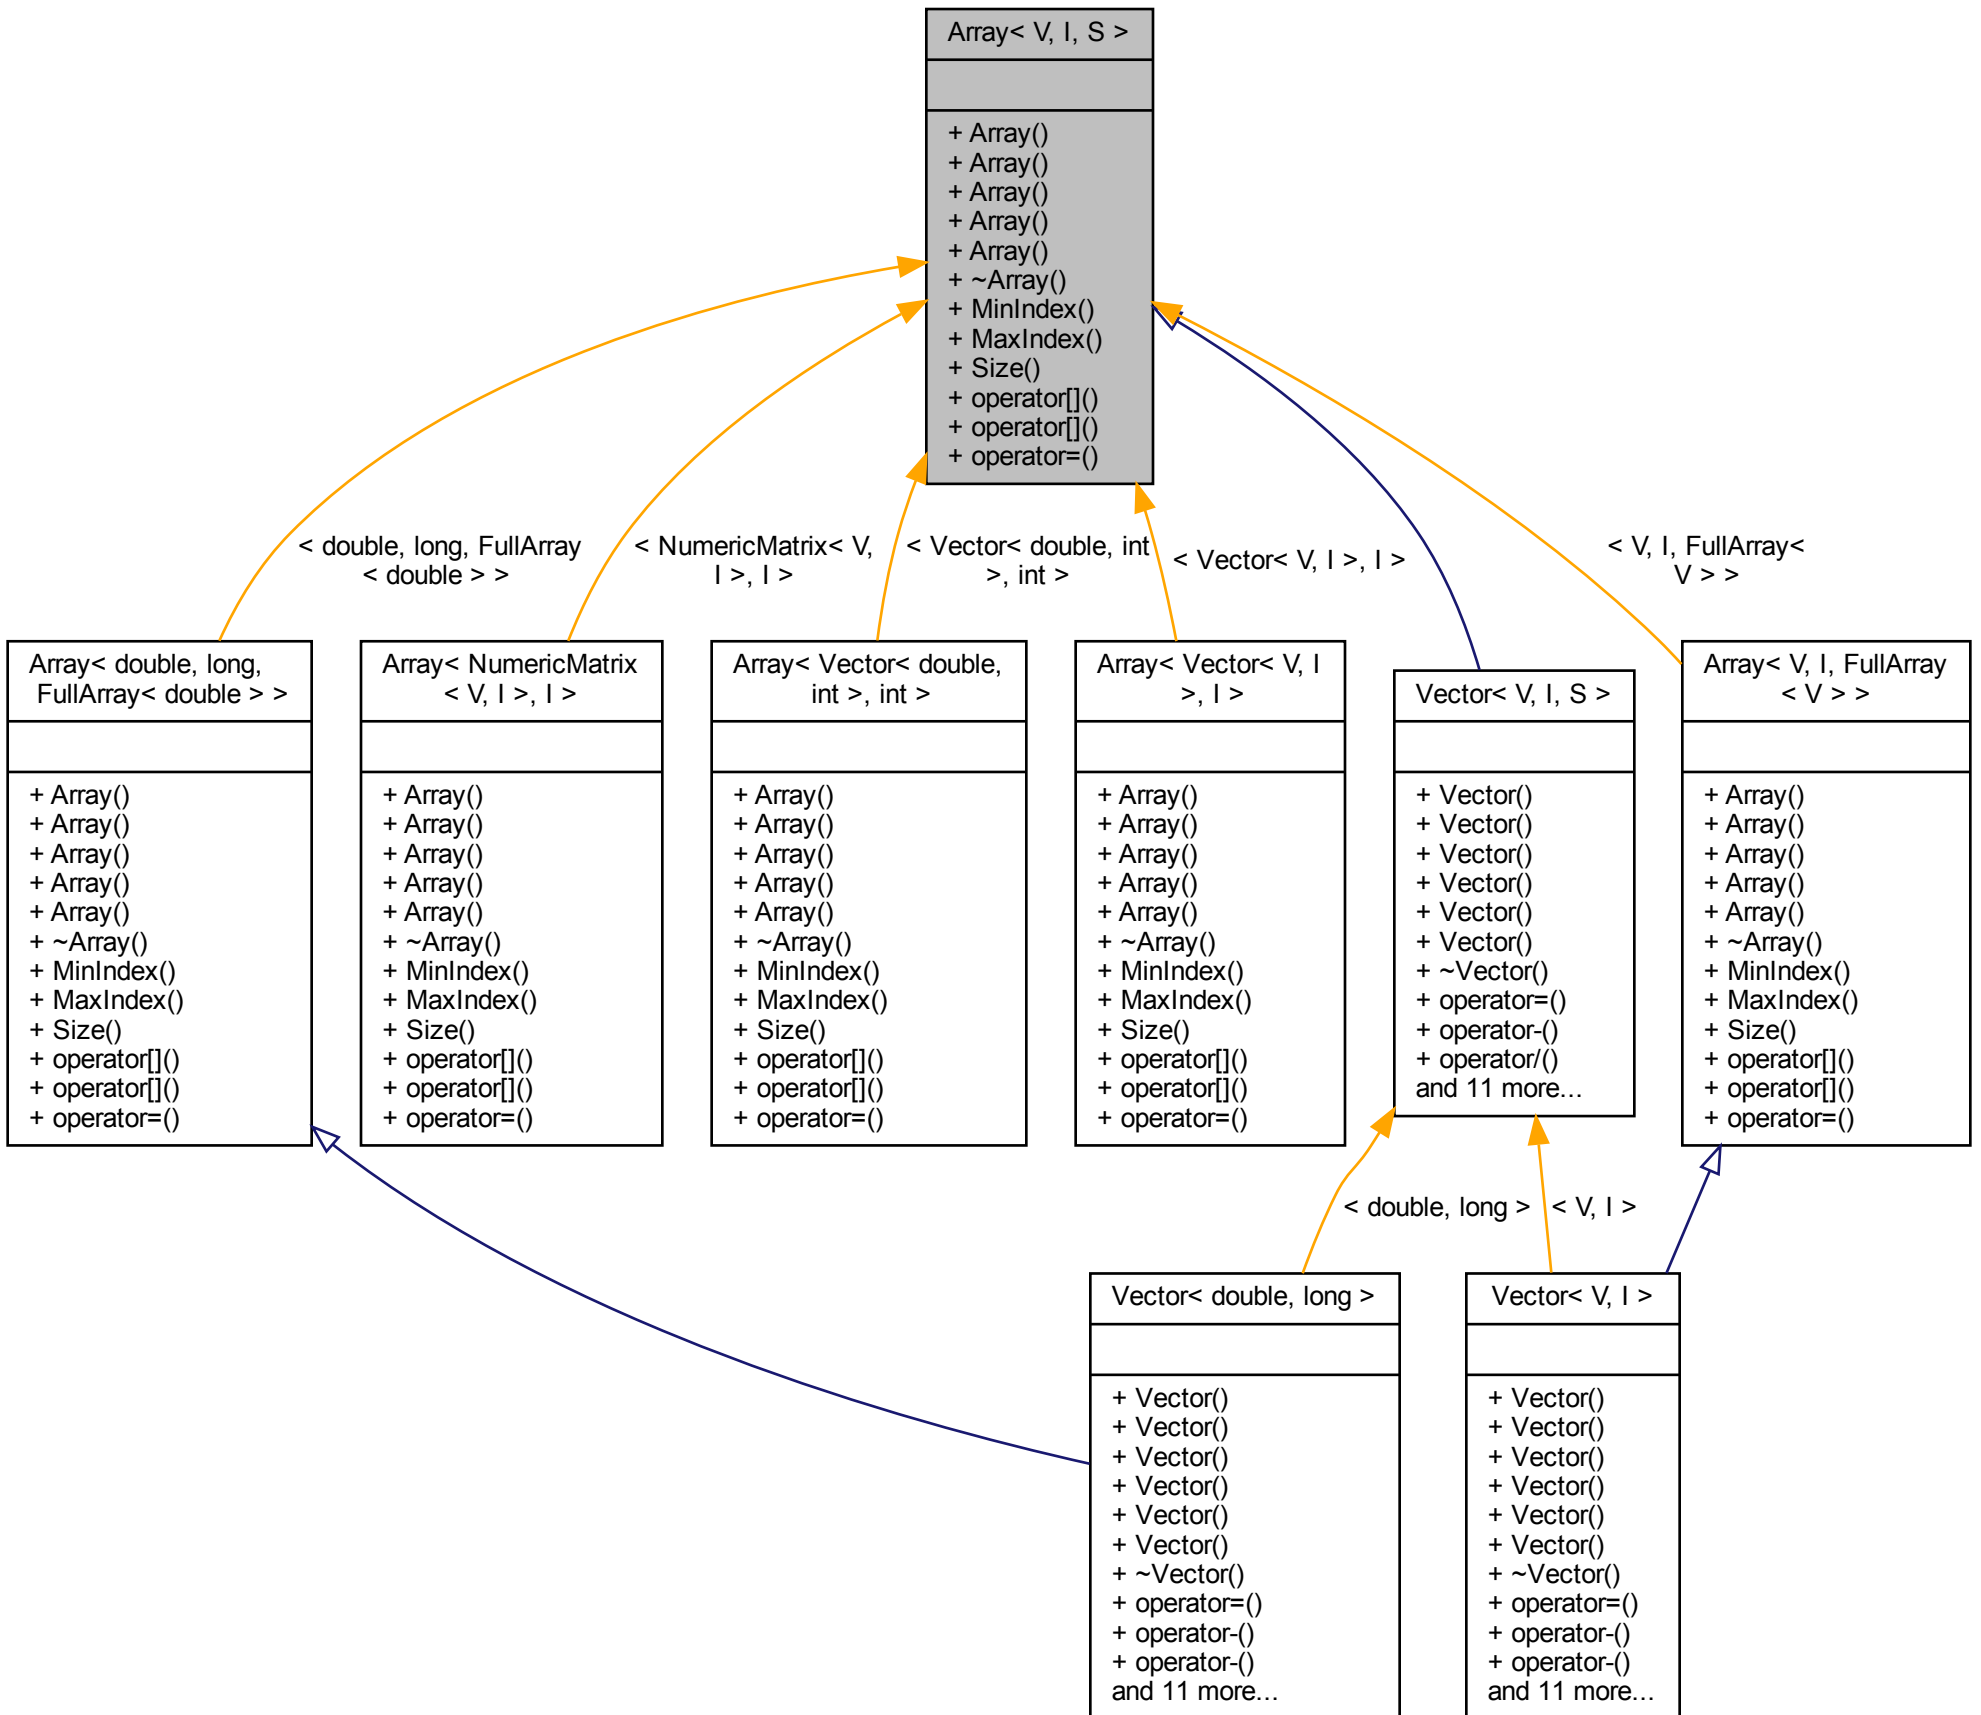 Array< V, I, S >
+ Array()
+ Array()
+ Array()
+ Array()
+ Array()
+ ~Array()
+ MinIndex()
+ MaxIndex()
+ Size()
+ operator[]()
+ operator[]()
+ operator=()
< double, long, FullArray
< double > >
< NumericMatrix< V,
I >, I >
< Vector< double, int
>, int >
< Vector< V, I >, I >
< V, I, FullArray<
V > >
Array< double, long,
FullArray< double > >
+ Array()
+ Array()
+ Array()
+ Array()
+ Array()
+ ~Array()
+ MinIndex()
+ MaxIndex()
+ Size()
+ operator[]()
+ operator[]()
+ operator=()
Array< NumericMatrix
< V, I >, I >
+ Array()
+ Array()
+ Array()
+ Array()
+ Array()
+ ~Array()
+ MinIndex()
+ MaxIndex()
+ Size()
+ operator[]()
+ operator[]()
+ operator=()
Array< Vector< double,
int >, int >
+ Array()
+ Array()
+ Array()
+ Array()
+ Array()
+ ~Array()
+ MinIndex()
+ MaxIndex()
+ Size()
+ operator[]()
+ operator[]()
+ operator=()
Array< Vector< V, I
>, I >
+ Array()
+ Array()
+ Array()
+ Array()
+ Array()
+ ~Array()
+ MinIndex()
+ MaxIndex()
+ Size()
+ operator[]()
+ operator[]()
+ operator=()
Vector< V, I, S >
+ Vector()
+ Vector()
+ Vector()
+ Vector()
+ Vector()
+ Vector()
+ ~Vector()
+ operator=()
+ operator-()
+ operator/()
and 11 more...
Array< V, I, FullArray
< V > >
+ Array()
+ Array()
+ Array()
+ Array()
+ Array()
+ ~Array()
+ MinIndex()
+ MaxIndex()
+ Size()
+ operator[]()
+ operator[]()
+ operator=()
< double, long >
< V, I >
Vector< double, long >
+ Vector()
+ Vector()
+ Vector()
+ Vector()
+ Vector()
+ Vector()
+ ~Vector()
+ operator=()
+ operator-()
+ operator-()
and 11 more...
Vector< V, I >
+ Vector()
+ Vector()
+ Vector()
+ Vector()
+ Vector()
+ Vector()
+ ~Vector()
+ operator=()
+ operator-()
+ operator-()
and 11 more...